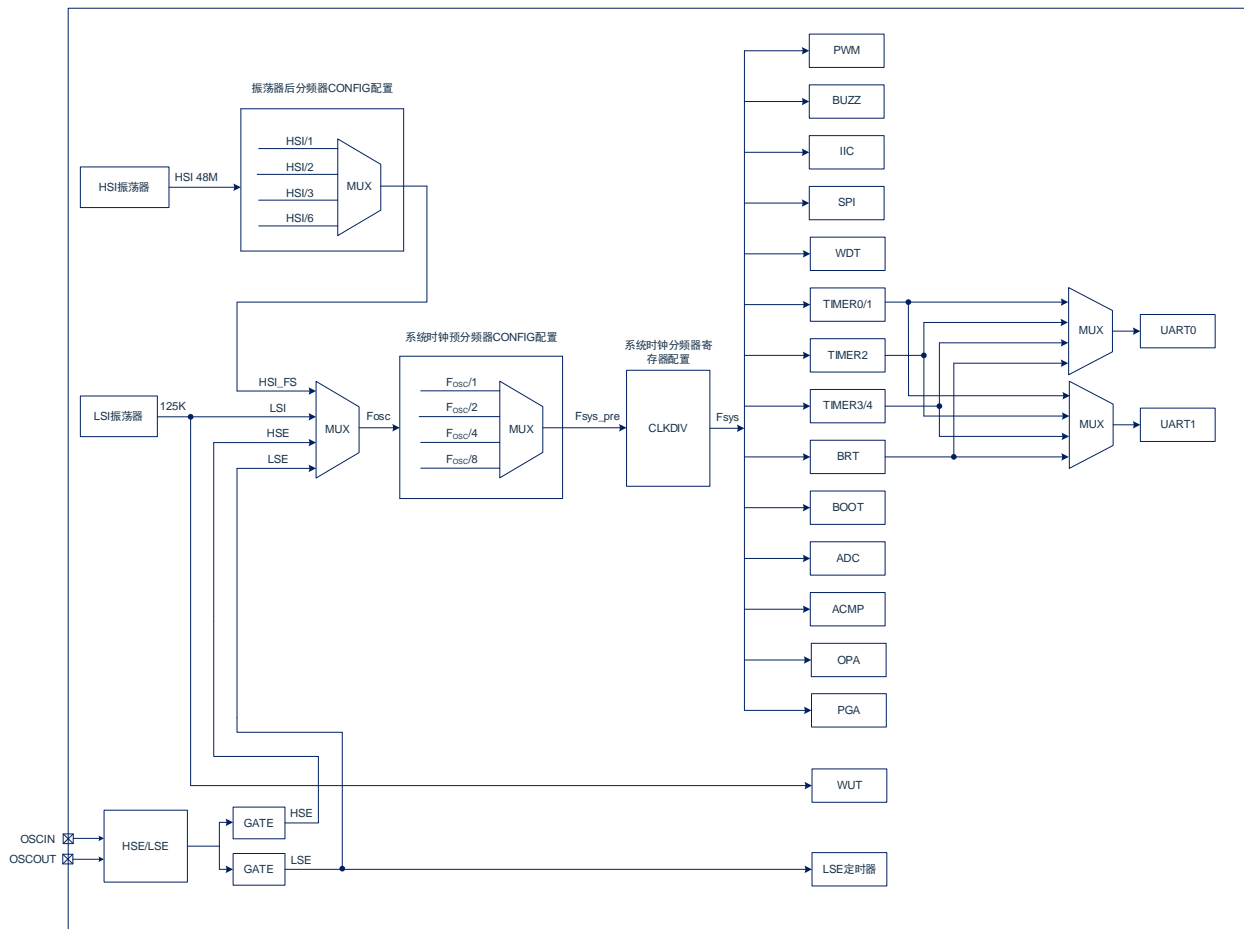 振荡器后分频器CONFIG配置
HSI振荡器
HSI 48M
HSI/1
HSI/2
HSI/3
HSI/6
MUX
LSI振荡器
125K
HSI_FS
LSI
HSE
LSE
MUX
Fosc
系统时钟预分频器CONFIG配置
FOSC/1
FOSC/2
FOSC/4
FOSC/8
MUX
Fsys_pre
系统时钟分频器寄
存器配置
CLKDIV
Fsys
PWM
BUZZ
IIC
SPI
WDT
TIMER0/1
TIMER2
TIMER3/4
BRT
BOOT
ADC
ACMP
OPA
PGA
WUT
LSE定时器
MUX
UART0
MUX
UART1
OSCIN
OSCOUT
HSE/LSE
GATE
HSE
GATE
LSE